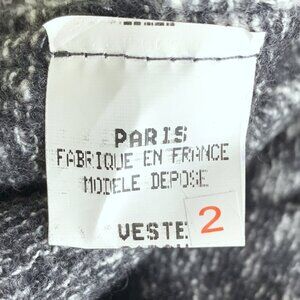 PARIS
FABRIQUE EN FRANCE
MODELE DEPOSE
VESTE 2